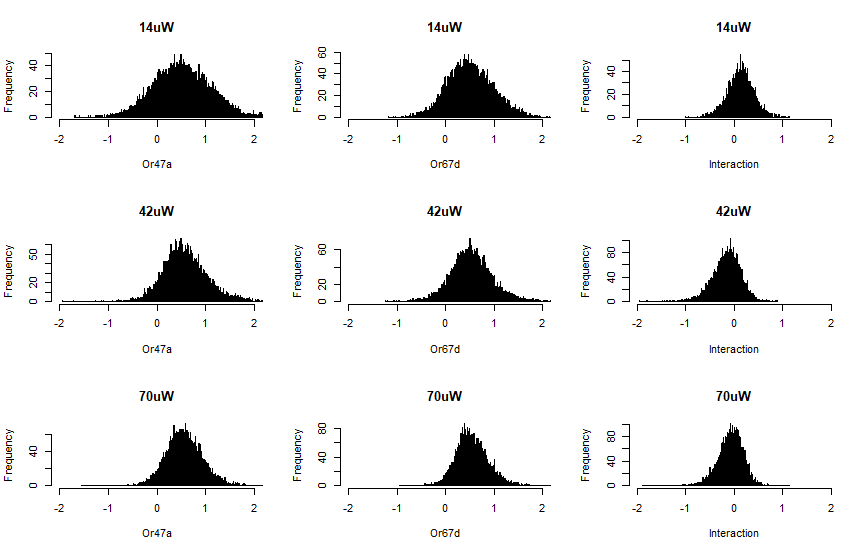 14uW 14uW 14uW
Frequency Frequency Frequency
0 20 40 0 20 40 60 0 20 40
-2 -1 0 1 2 -2 -1 0 1 2 -2 -1 0 1 2
Or47a Or67d Interaction
42uW 42uW 42uW
Frequency Frequency Frequency
0 20 50 0 20 60 0 40 80
-2 -1 0 1 2 -2 -1 0 1 2 -2 -1 0 1 2
Or47a Or67d Interaction
70uW 70uW 70uW
Frequency Frequency Frequency
0 40 0 40 80 0 40 80
-2 -1 0 1 2 -2 -1 0 1 2 -2 -1 0 1 2
Or47a Or67d Interaction